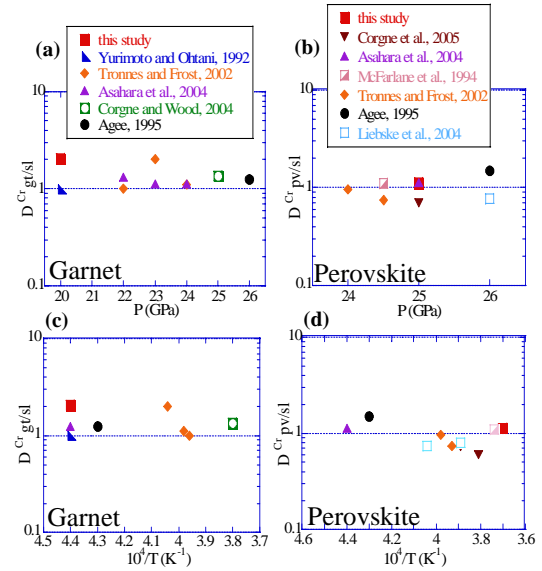 (a)
this study
Yurimoto and Ohtani, 1992
Tronnes and Frost, 2002
Asahara et al., 2004
Corgne and Wood, 2004
Agee, 1995
10
1
0.1
D Cr gt/sl
Garnet
20 21 22 23 24 25 26
P(GPa)
(b)
this study
Corgne et al., 2005
Asahara et al., 2004
McFarlane et al., 1994
Tronnes and Frost, 2002
Agee, 1995
Liebske et al., 2004
10
1
0.1
D Cr pv/sl
Perovskite
24 25 26
P(GPa)
(c)
10
1
0.1
D Cr gt/sl
Garnet
4.5 4.4 4.3 4.2 4.1 4 3.9 3.8 3.7
10⁴/T (K⁻¹)
(d)
10
1
0.1
D Cr pv/sl
Perovskite
4.6 4.4 4.2 4 3.8 3.6
10⁴/T (K⁻¹)